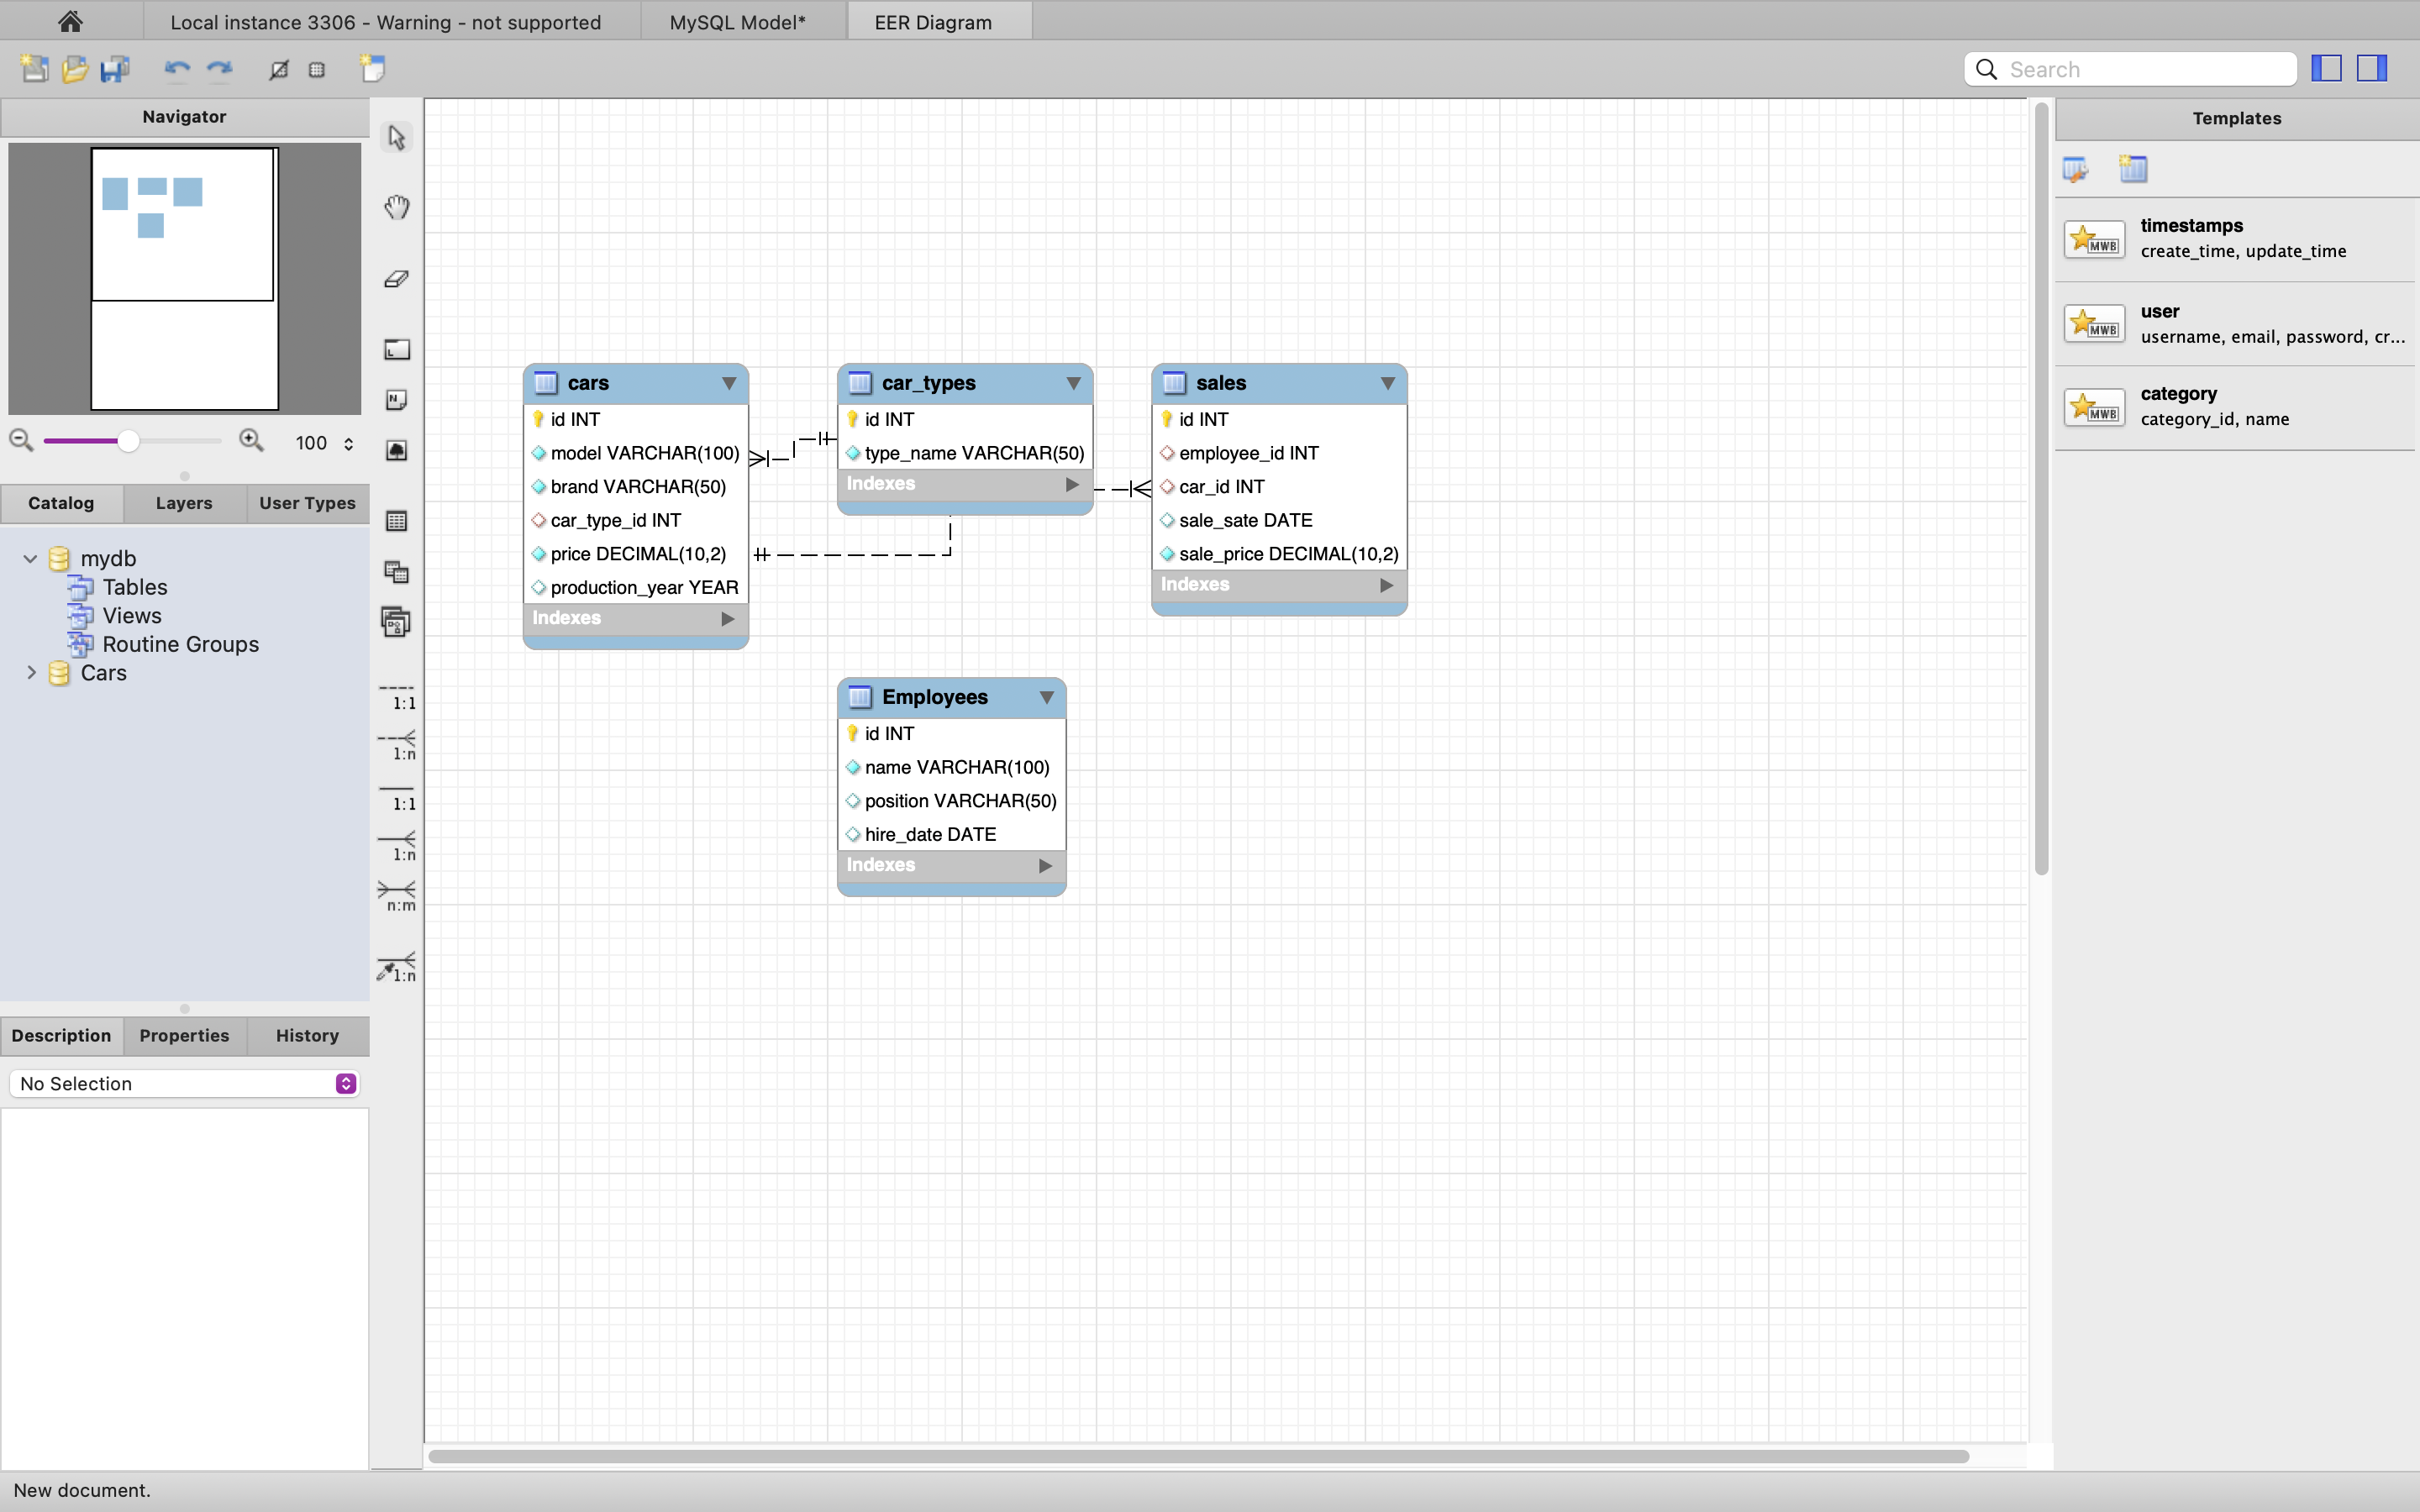 Local instance 3306 - Warning - not supported
MySQL Model*
EER Diagram
Search
Navigator
100
Catalog
Layers
User Types
mydb
Tables
Views
Routine Groups
Cars
Description
Properties
History
No Selection
New document.
N
1:1
1:n
1:1
1:n
n:m
1:n
cars
id INT
model VARCHAR(100)
brand VARCHAR(50)
car_type_id INT
price DECIMAL(10,2)
production_year YEAR
Indexes
car_types
id INT
type_name VARCHAR(50)
Indexes
sales
id INT
employee_id INT
car_id INT
sale_sate DATE
sale_price DECIMAL(10,2)
Indexes
Employees
id INT
name VARCHAR(100)
position VARCHAR(50)
hire_date DATE
Indexes
Templates
MWB
timestamps
create_time, update_time
MWB
user
username, email, password, cr...
MWB
category
category_id, name